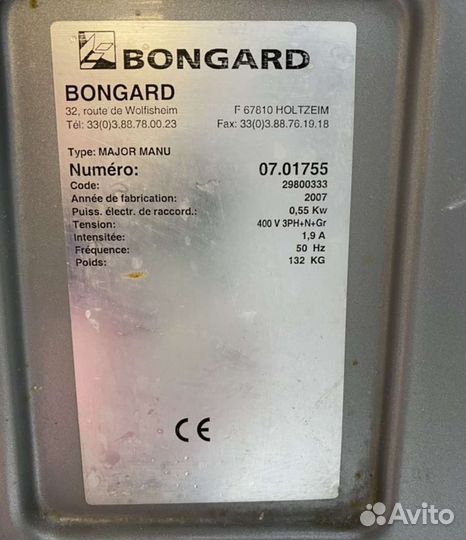 BONGARD
BONGARD
32, route de Wolfisheim F 67810 HOLTZEIM
Tél: 33(0)3.88.78.00.23 Fax: 33(0)3.88.76.19.18
Type: MAJOR MANU
Numéro: 07.01755
Code: 29800333
Année de fabrication: 2007
Puiss. électr. de raccord.: 0,55 Kw
Tension: 400 V 3PH+N+Gr
Intensitée: 1,9 A
Fréquence: 50 Hz
Poids: 132 KG
CE
Avito